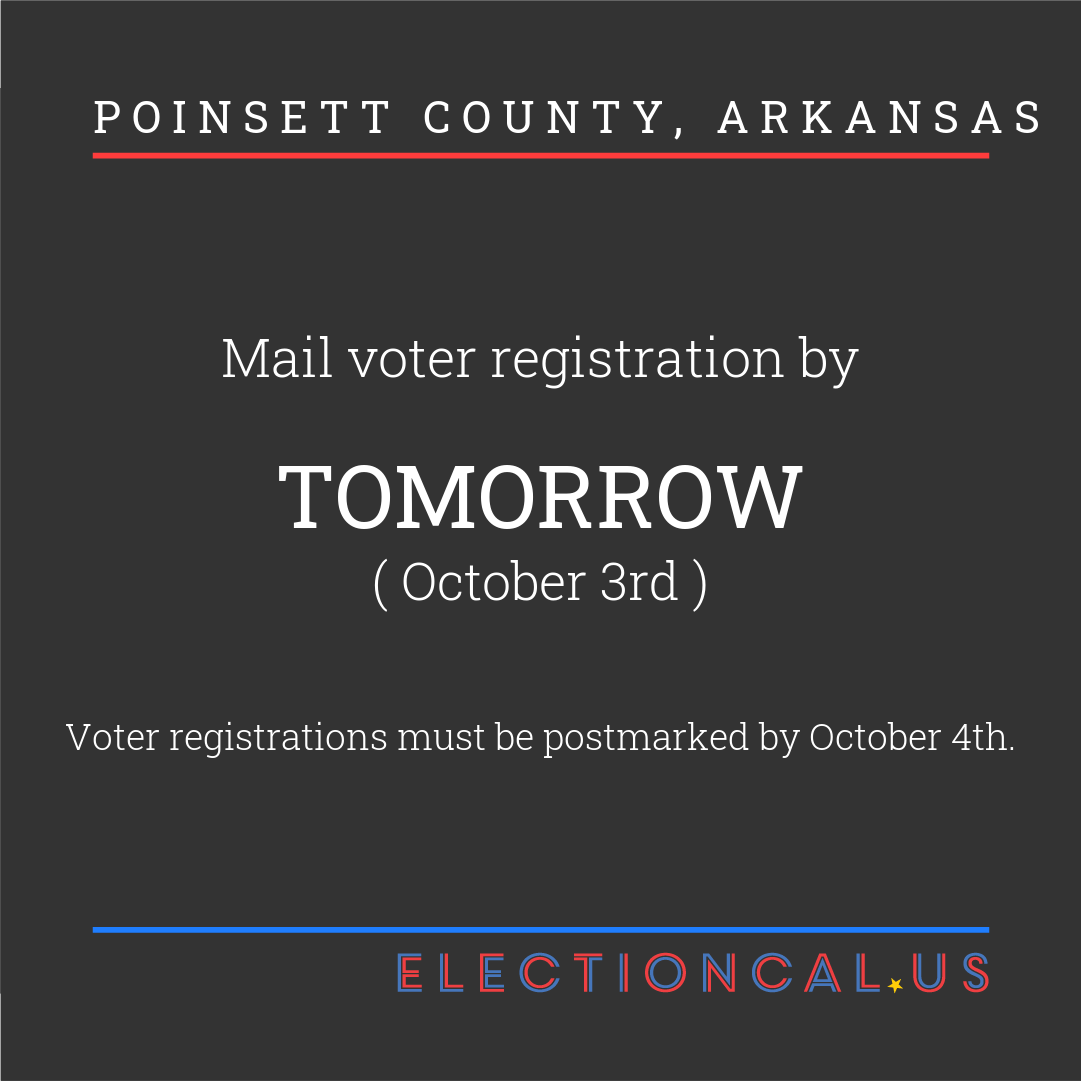 POINSETT COUNTY, ARKANSAS
Mail voter registration by
TOMORROW
( October 3rd )
Voter registrations must be postmarked by October 4th.
ELECTIONCAL.US